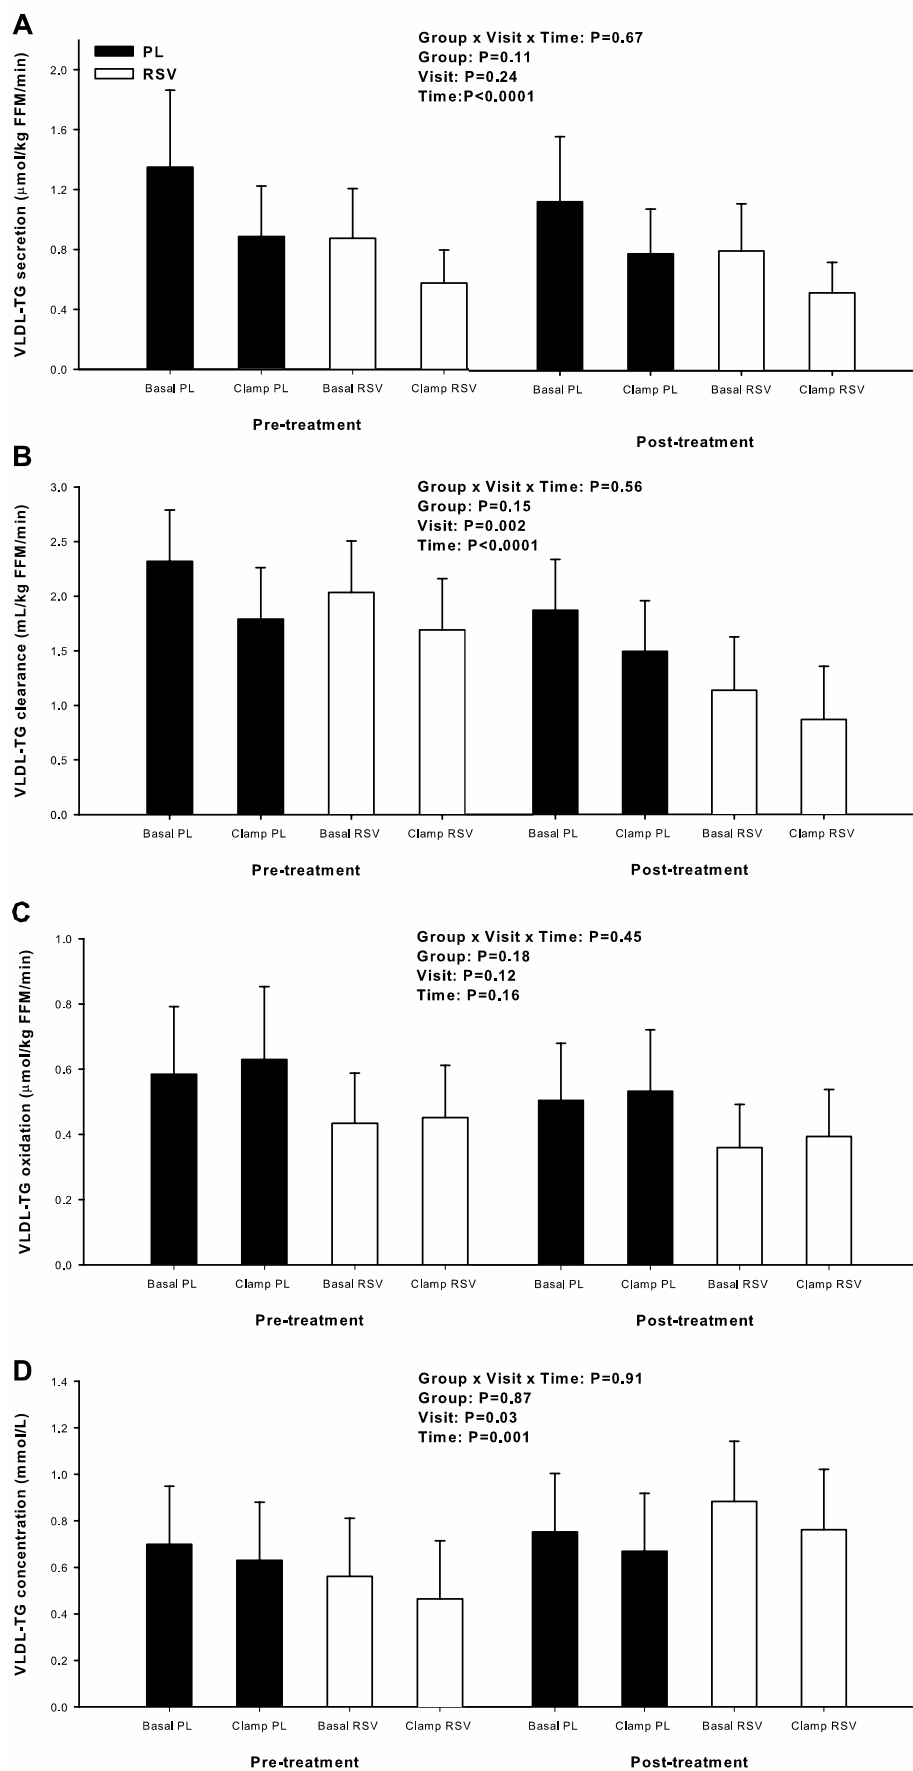 A
PL
RSV
Group x Visit x Time: P=0.67
Group: P=0.11
Visit: P=0.24
Time:P<0.0001
VLDL-TG secretion (μmol/kg FFM/min)
2.0
1.6
1.2
0.8
0.4
0.0
Basal PL Clamp PL Basal RSV Clamp RSV Basal PL Clamp PL Basal RSV Clamp RSV
Pre-treatment Post-treatment
B
Group x Visit x Time: P=0.56
Group: P=0.15
Visit: P=0.002
Time: P<0.0001
VLDL-TG clearance (mL/kg FFM/min)
3.0
2.5
2.0
1.5
1.0
0.5
0.0
Basal PL Clamp PL Basal RSV Clamp RSV Basal PL Clamp PL Basal RSV Clamp RSV
Pre-treatment Post-treatment
C
Group x Visit x Time: P=0.45
Group: P=0.18
Visit: P=0.12
Time: P=0.16
VLDL-TG oxidation (μmol/kg FFM/min)
1.0
0.8
0.6
0.4
0.2
0.0
Basal PL Clamp PL Basal RSV Clamp RSV Basal PL Clamp PL Basal RSV Clamp RSV
Pre-treatment Post-treatment
D
Group x Visit x Time: P=0.91
Group: P=0.87
Visit: P=0.03
Time: P=0.001
VLDL-TG concentration (mmol/L)
1.4
1.2
1.0
0.8
0.6
0.4
0.2
0.0
Basal PL Clamp PL Basal RSV Clamp RSV Basal PL Clamp PL Basal RSV Clamp RSV
Pre-treatment Post-treatment